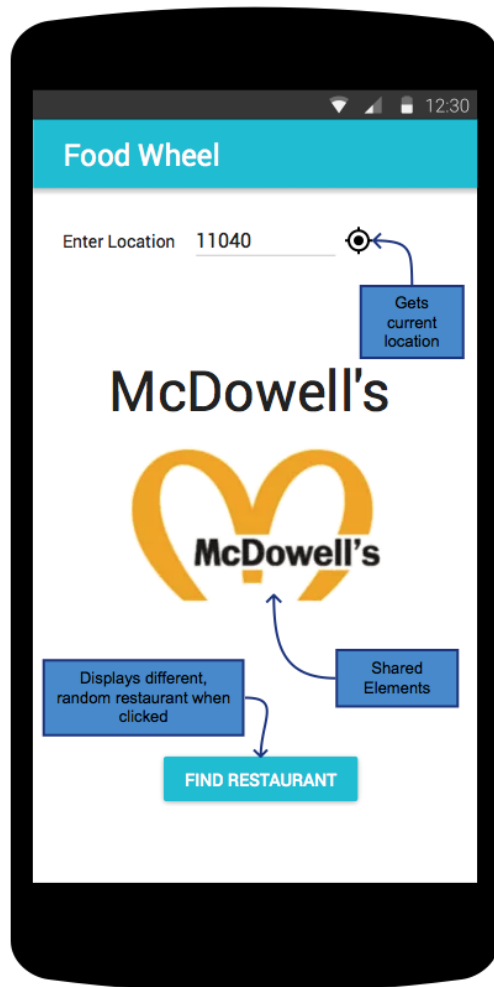 12:30
Food Wheel
Enter Location 11040
Gets
current
location
McDowell's
McDowell's
Shared
Elements
Displays different,
random restaurant when
clicked
FIND RESTAURANT